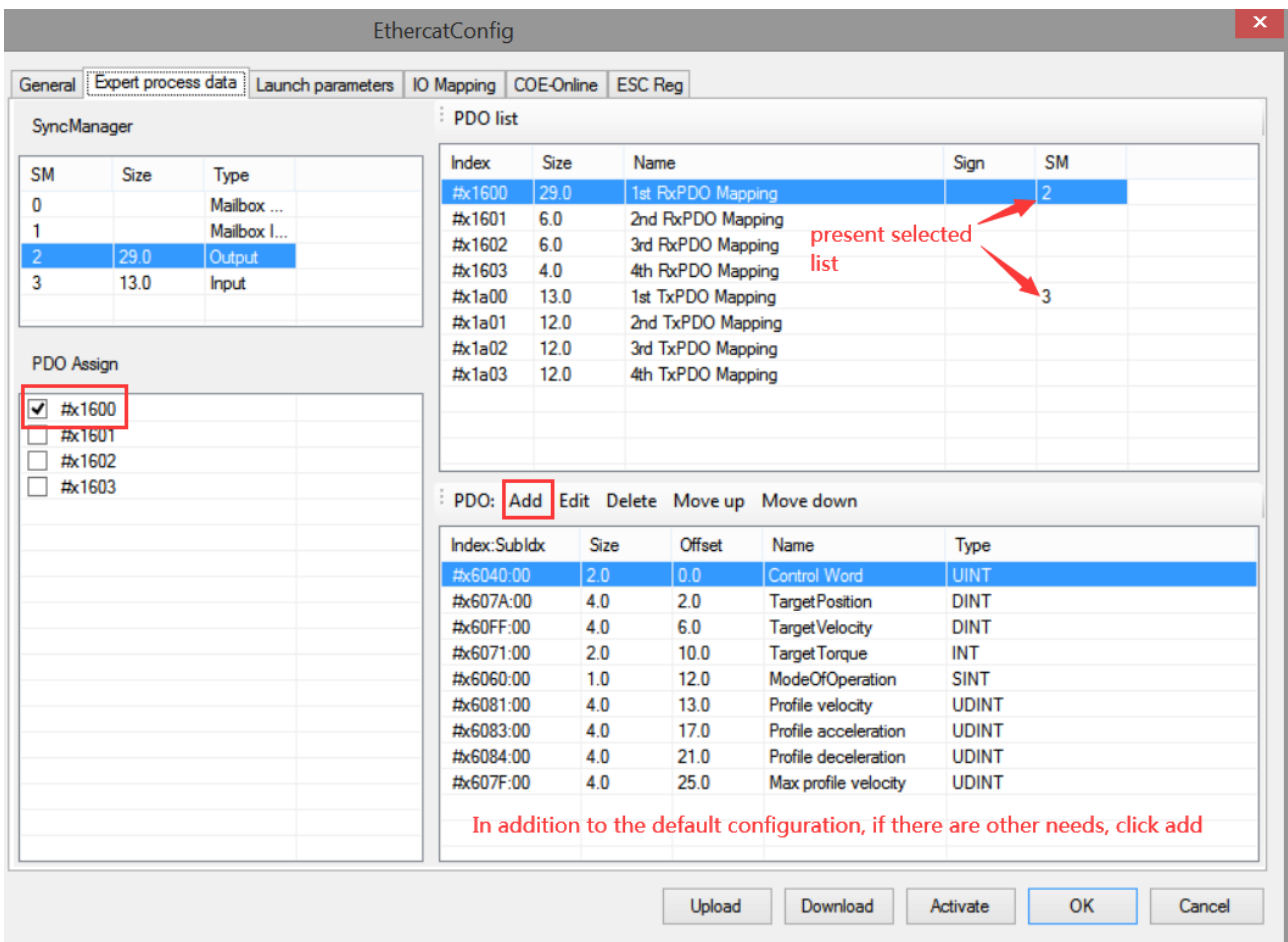 EthercatConfig
General Expert process data Launch parameters IO Mapping COE-Online ESC Reg
SyncManager
SM Size Type
0 Mailbox ...
1 Mailbox I...
2 29.0 Output
3 13.0 Input
PDO Assign
#x1600
#x1601
#x1602
#x1603
PDO list
Index Size Name Sign SM
#x1600 29.0 1st RxPDO Mapping 2
#x1601 6.0 2nd RxPDO Mapping
#x1602 6.0 3rd RxPDO Mapping
#x1603 4.0 4th RxPDO Mapping
#x1a00 13.0 1st TxPDO Mapping 3
#x1a01 12.0 2nd TxPDO Mapping
#x1a02 12.0 3rd TxPDO Mapping
#x1a03 12.0 4th TxPDO Mapping
present selected
list
PDO: Add Edit Delete Move up Move down
Index:SubIdx Size Offset Name Type
#x6040:00 2.0 0.0 Control Word UINT
#x607A:00 4.0 2.0 TargetPosition DINT
#x60FF:00 4.0 6.0 TargetVelocity DINT
#x6071:00 2.0 10.0 TargetTorque INT
#x6060:00 1.0 12.0 ModeOfOperation SINT
#x6081:00 4.0 13.0 Profile velocity UDINT
#x6083:00 4.0 17.0 Profile acceleration UDINT
#x6084:00 4.0 21.0 Profile deceleration UDINT
#x607F:00 4.0 25.0 Max profile velocity UDINT
In addition to the default configuration, if there are other needs, click add
Upload Download Activate OK Cancel